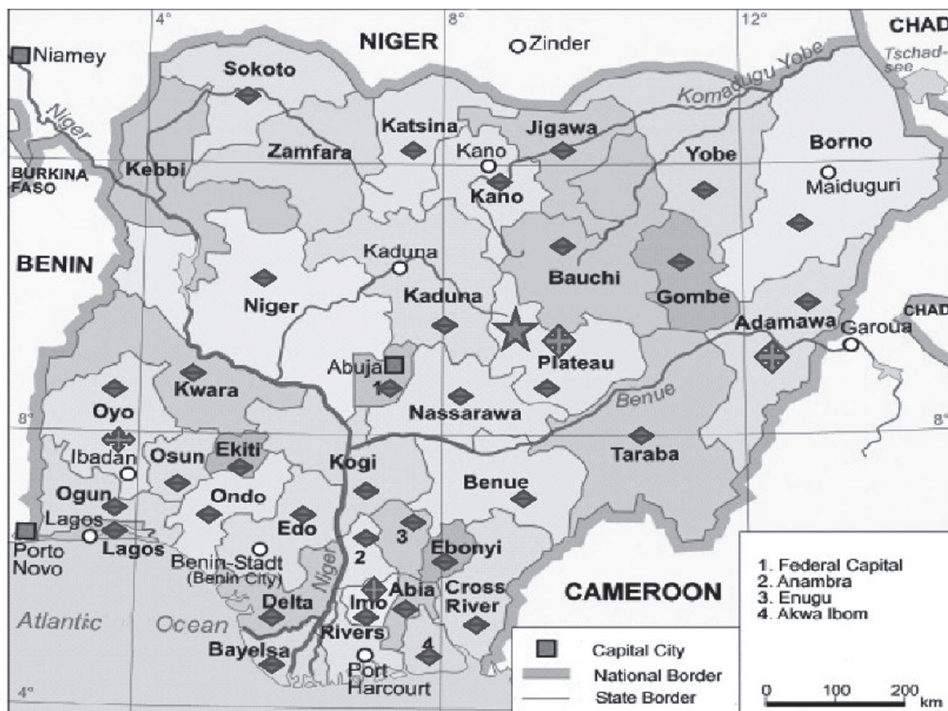 4°
8°
12°
CHAD
Niamey
NIGER
Zinder
Tschad-
see
Sokoto
Komadugu Yobe
Niger
Katsina
Jigawa
Kano
Zamfara
Yobe
Borno
Kebbi
BURKINA
FASO
Kano
Maiduguri
BENIN
Kaduna
Bauchi
Niger
Kaduna
Gombe
Adamawa
CHAD
Garoua
Abuja
1
Plateau
Kwara
Nassarawa
Benue
Oyo
8°
8°
Ibadan
Osun
Ekiti
Kogi
Taraba
Benue
Ogun
Ondo
Lagos
Edo
3
Porto
Novo
Lagos
2
Ebonyi
Benin-Stadt
(Benin City)
Niger
CAMEROON
Imo
Abia
Cross
River
Delta
Atlantic Ocean
Rivers
Bayelsa
4
Port
Harcourt
4°
1. Federal Capital
2. Anambra
3. Enugu
4. Akwa Ibom
Capital City
National Border
State Border
0 100 200
km